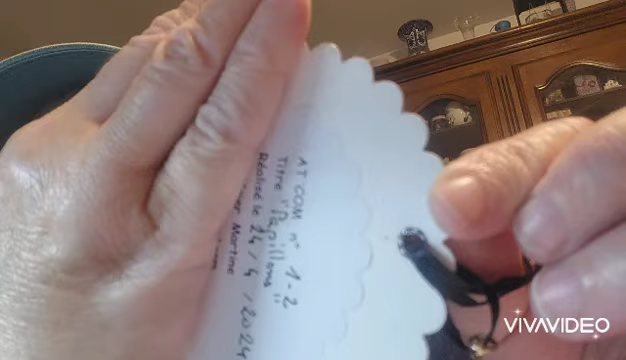 AT COM n° 1-2
Titre "Papillons"
Réalisé le 24/4/2024
Martine
VIVAVIDEO